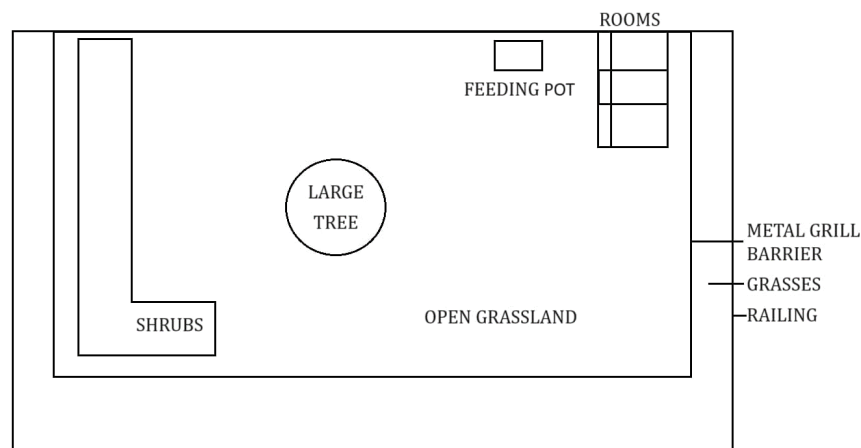 ROOMS
FEEDING POT
LARGE
TREE
METAL GRILL
BARRIER
GRASSES
RAILING
OPEN GRASSLAND
SHRUBS